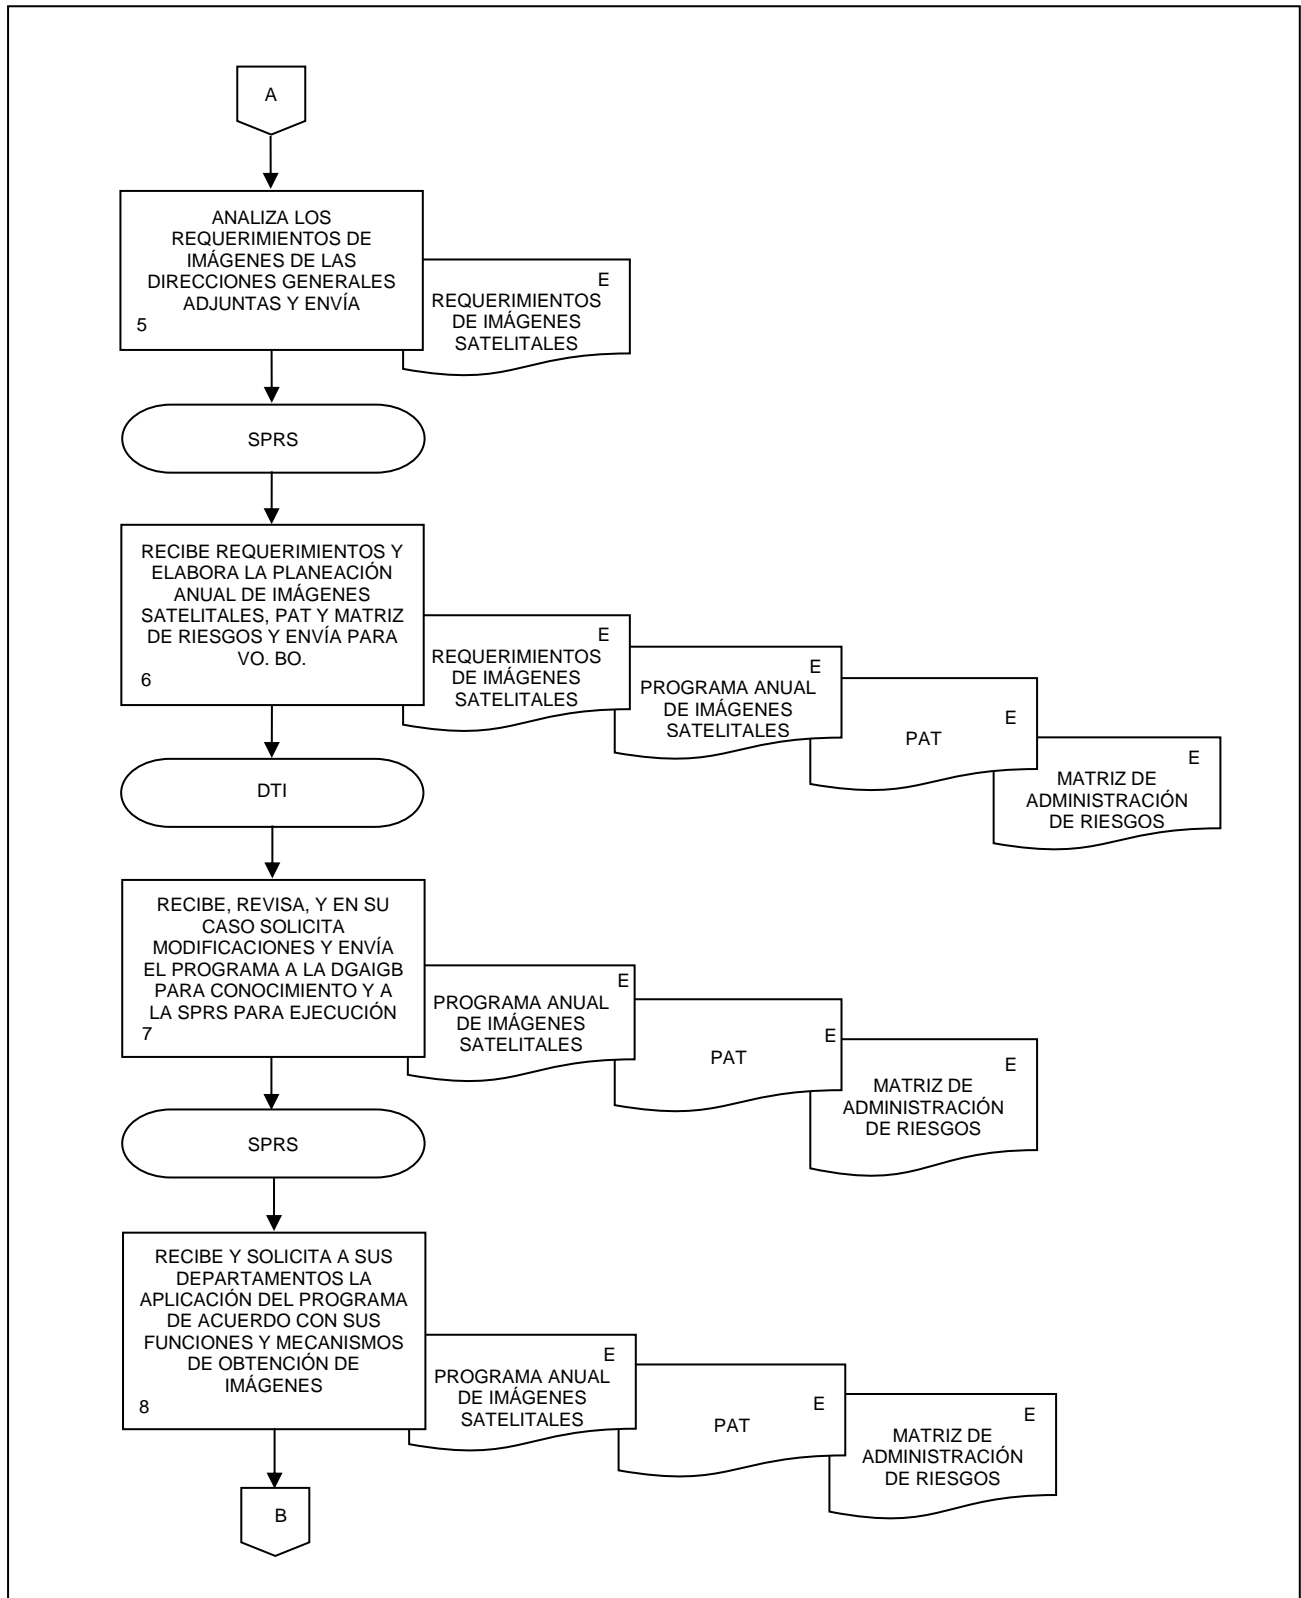 A
ANALIZA LOS
REQUERIMIENTOS DE
IMÁGENES DE LAS
DIRECCIONES GENERALES
ADJUNTAS Y ENVÍA
5
E
REQUERIMIENTOS
DE IMÁGENES
SATELITALES
SPRS
RECIBE REQUERIMIENTOS Y
ELABORA LA PLANEACIÓN
ANUAL DE IMÁGENES
SATELITALES, PAT Y MATRIZ
DE RIESGOS Y ENVÍA PARA
VO. BO.
6
E
REQUERIMIENTOS
DE IMÁGENES
SATELITALES
E
PROGRAMA ANUAL
DE IMÁGENES
SATELITALES
E
PAT
E
MATRIZ DE
ADMINISTRACIÓN
DE RIESGOS
DTI
RECIBE, REVISA, Y EN SU
CASO SOLICITA
MODIFICACIONES Y ENVÍA
EL PROGRAMA A LA DGAIGB
PARA CONOCIMIENTO Y A
LA SPRS PARA EJECUCIÓN
7
E
PROGRAMA ANUAL
DE IMÁGENES
SATELITALES
E
PAT
E
MATRIZ DE
ADMINISTRACIÓN
DE RIESGOS
SPRS
RECIBE Y SOLICITA A SUS
DEPARTAMENTOS LA
APLICACIÓN DEL PROGRAMA
DE ACUERDO CON SUS
FUNCIONES Y MECANISMOS
DE OBTENCIÓN DE
IMÁGENES
8
E
PROGRAMA ANUAL
DE IMÁGENES
SATELITALES
E
PAT
E
MATRIZ DE
ADMINISTRACIÓN
DE RIESGOS
B